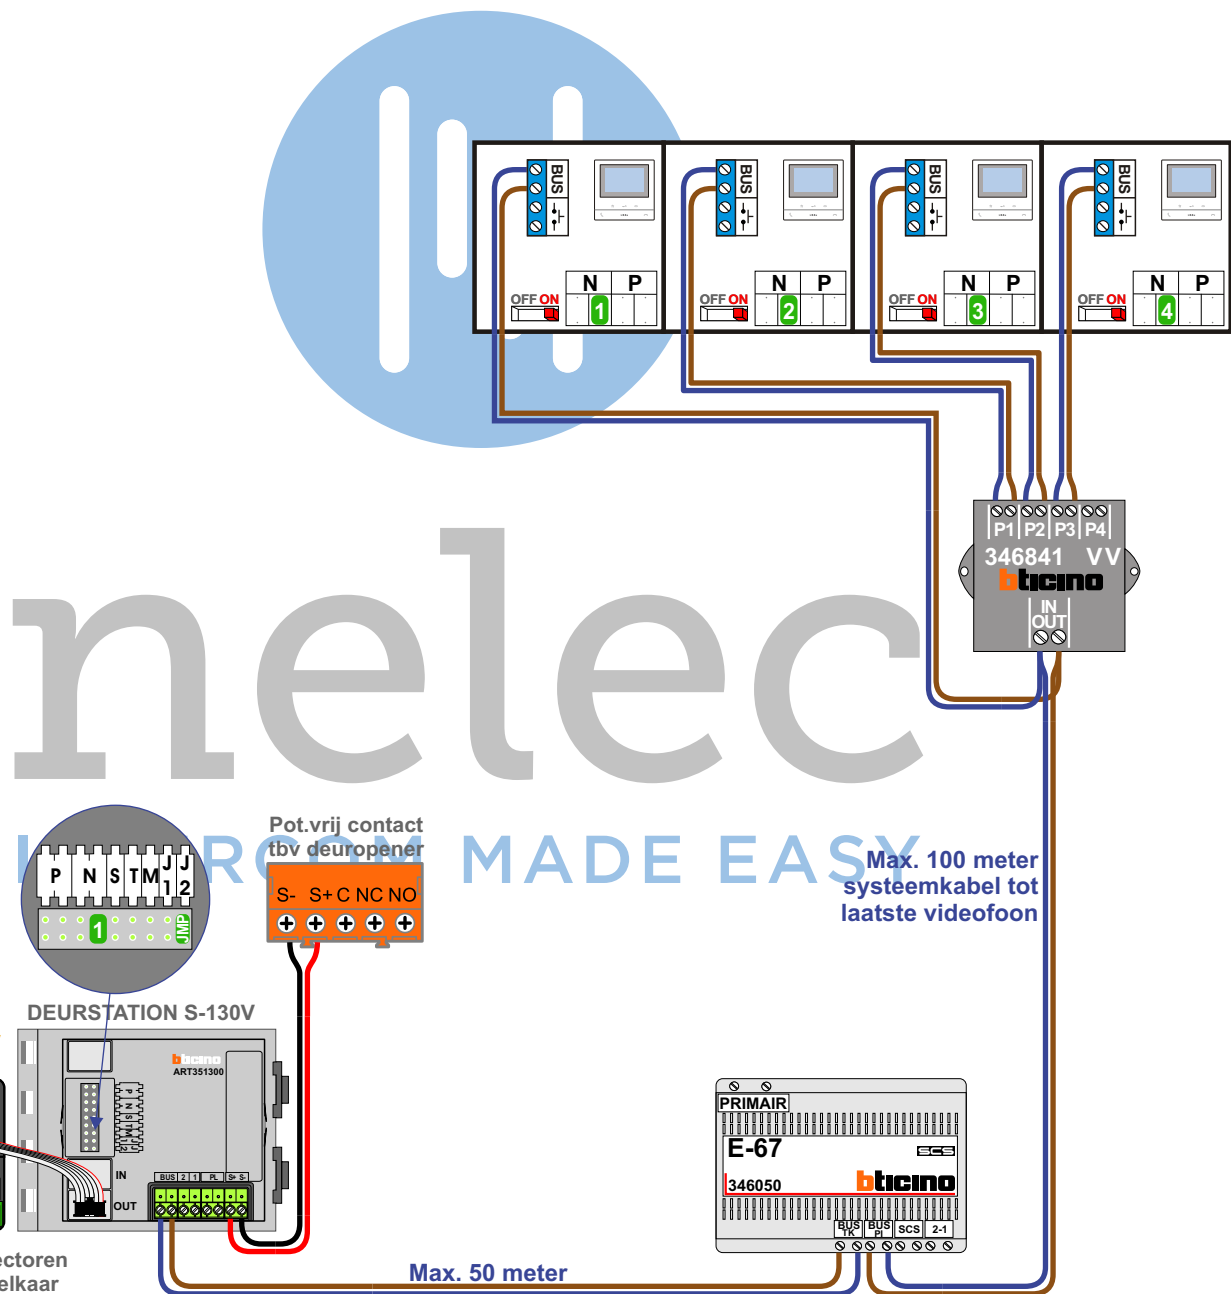 BUS
BUS
BUS
BUS
N P
N P
N P
N P
OFF ON
1
OFF ON
2
OFF ON
3
OFF ON
4
P1 P2 P3 P4
346841 VV
bticino
IN
OUT
nelec
INTERCOM MADE EASY
Pot.vrij contact
tbv deuropener
S- S+ C NC NO
Max. 100 meter
systeemkabel tot
laatste videofoon
P N S T M J1 J2
1 JMP
DEURSTATION S-130V
bticino
ART351300
P N S T M 1 2
IN
OUT
BUS 2 1 PL S+ S-
PRIMAIR
E-67
SCS
346050
bticino
BUS TK BUS PI SCS 2-1
Max. 50 meter
ectoren
elkaar